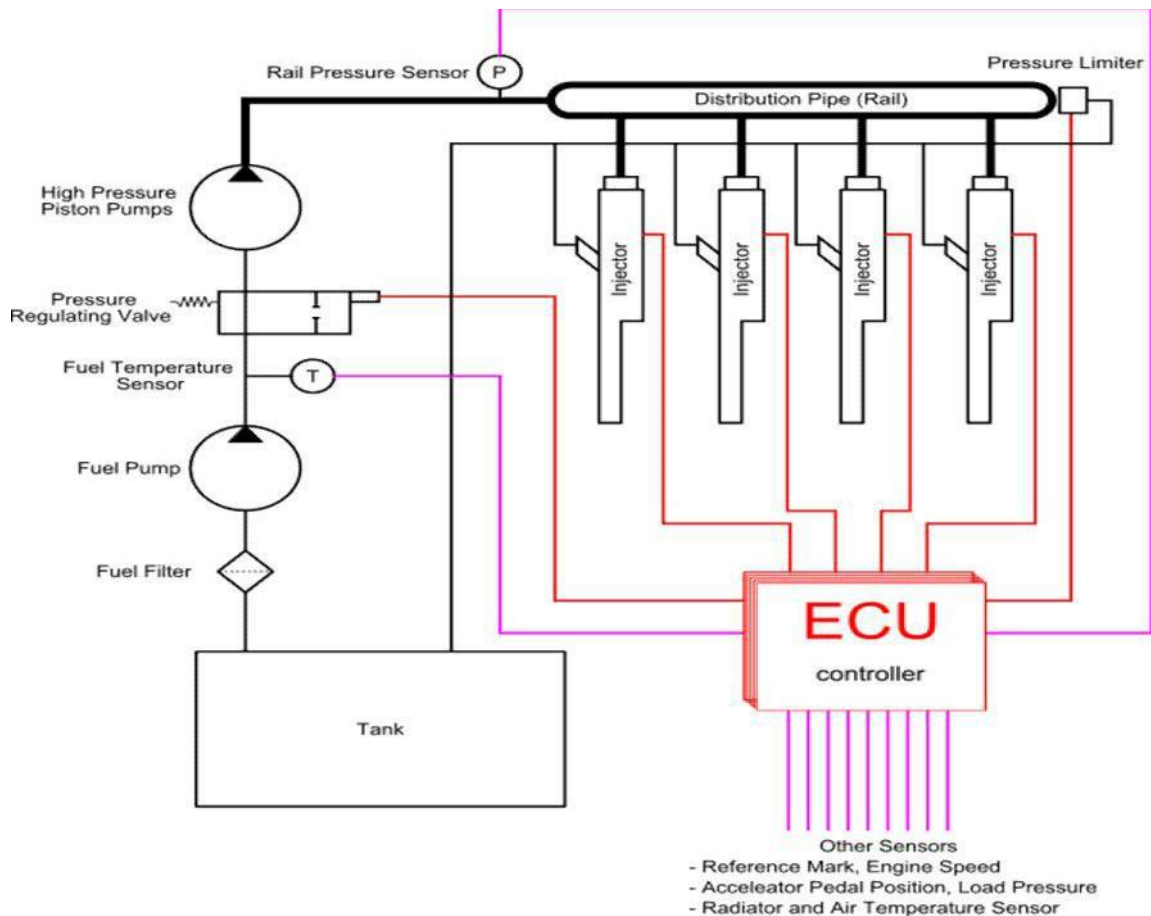 Rail Pressure Sensor
P
Pressure Limiter
Distribution Pipe (Rail)
High Pressure
Piston Pumps
Injector
Injector
Injector
Injector
Pressure
Regulating Valve
Fuel Temperature
Sensor
T
Fuel Pump
Fuel Filter
ECU
controller
Tank
Other Sensors
- Reference Mark, Engine Speed
- Acceleator Pedal Position, Load Pressure
- Radiator and Air Temperature Sensor